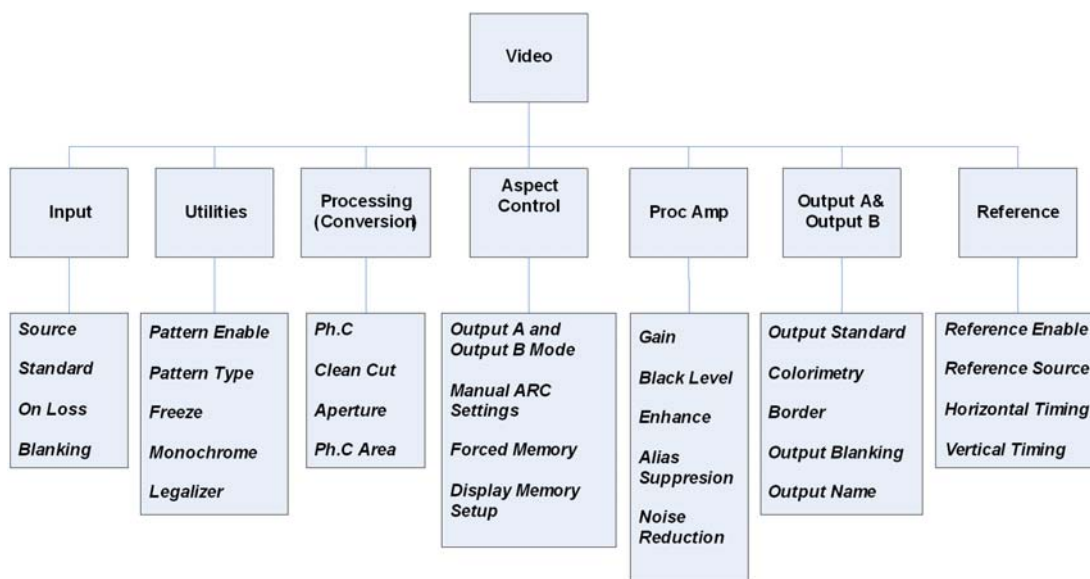 Video
Input
Utilities
Processing
(Conversion)
Aspect
Control
Proc Amp
Output A&
Output B
Reference
Source
Standard
On Loss
Blanking
Pattern Enable
Pattern Type
Freeze
Monochrome
Legalizer
Ph.C
Clean Cut
Aperture
Ph.C Area
Output A and
Output B Mode
Manual ARC
Settings
Forced Memory
Display Memory
Setup
Gain
Black Level
Enhance
Alias
Suppresion
Noise
Reduction
Output Standard
Colorimetry
Border
Output Blanking
Output Name
Reference Enable
Reference Source
Horizontal Timing
Vertical Timing